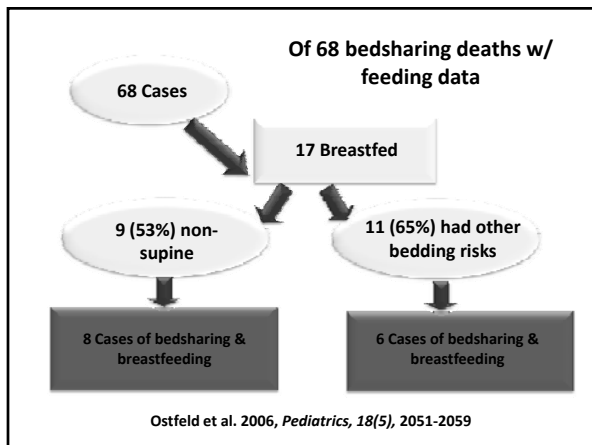 Of 68 bedsharing deaths w/
feeding data
68 Cases
17 Breastfed
9 (53%) non-
supine
11 (65%) had other
bedding risks
8 Cases of bedsharing &
breastfeeding
6 Cases of bedsharing &
breastfeeding
Ostfeld et al. 2006, Pediatrics, 18(5), 2051-2059